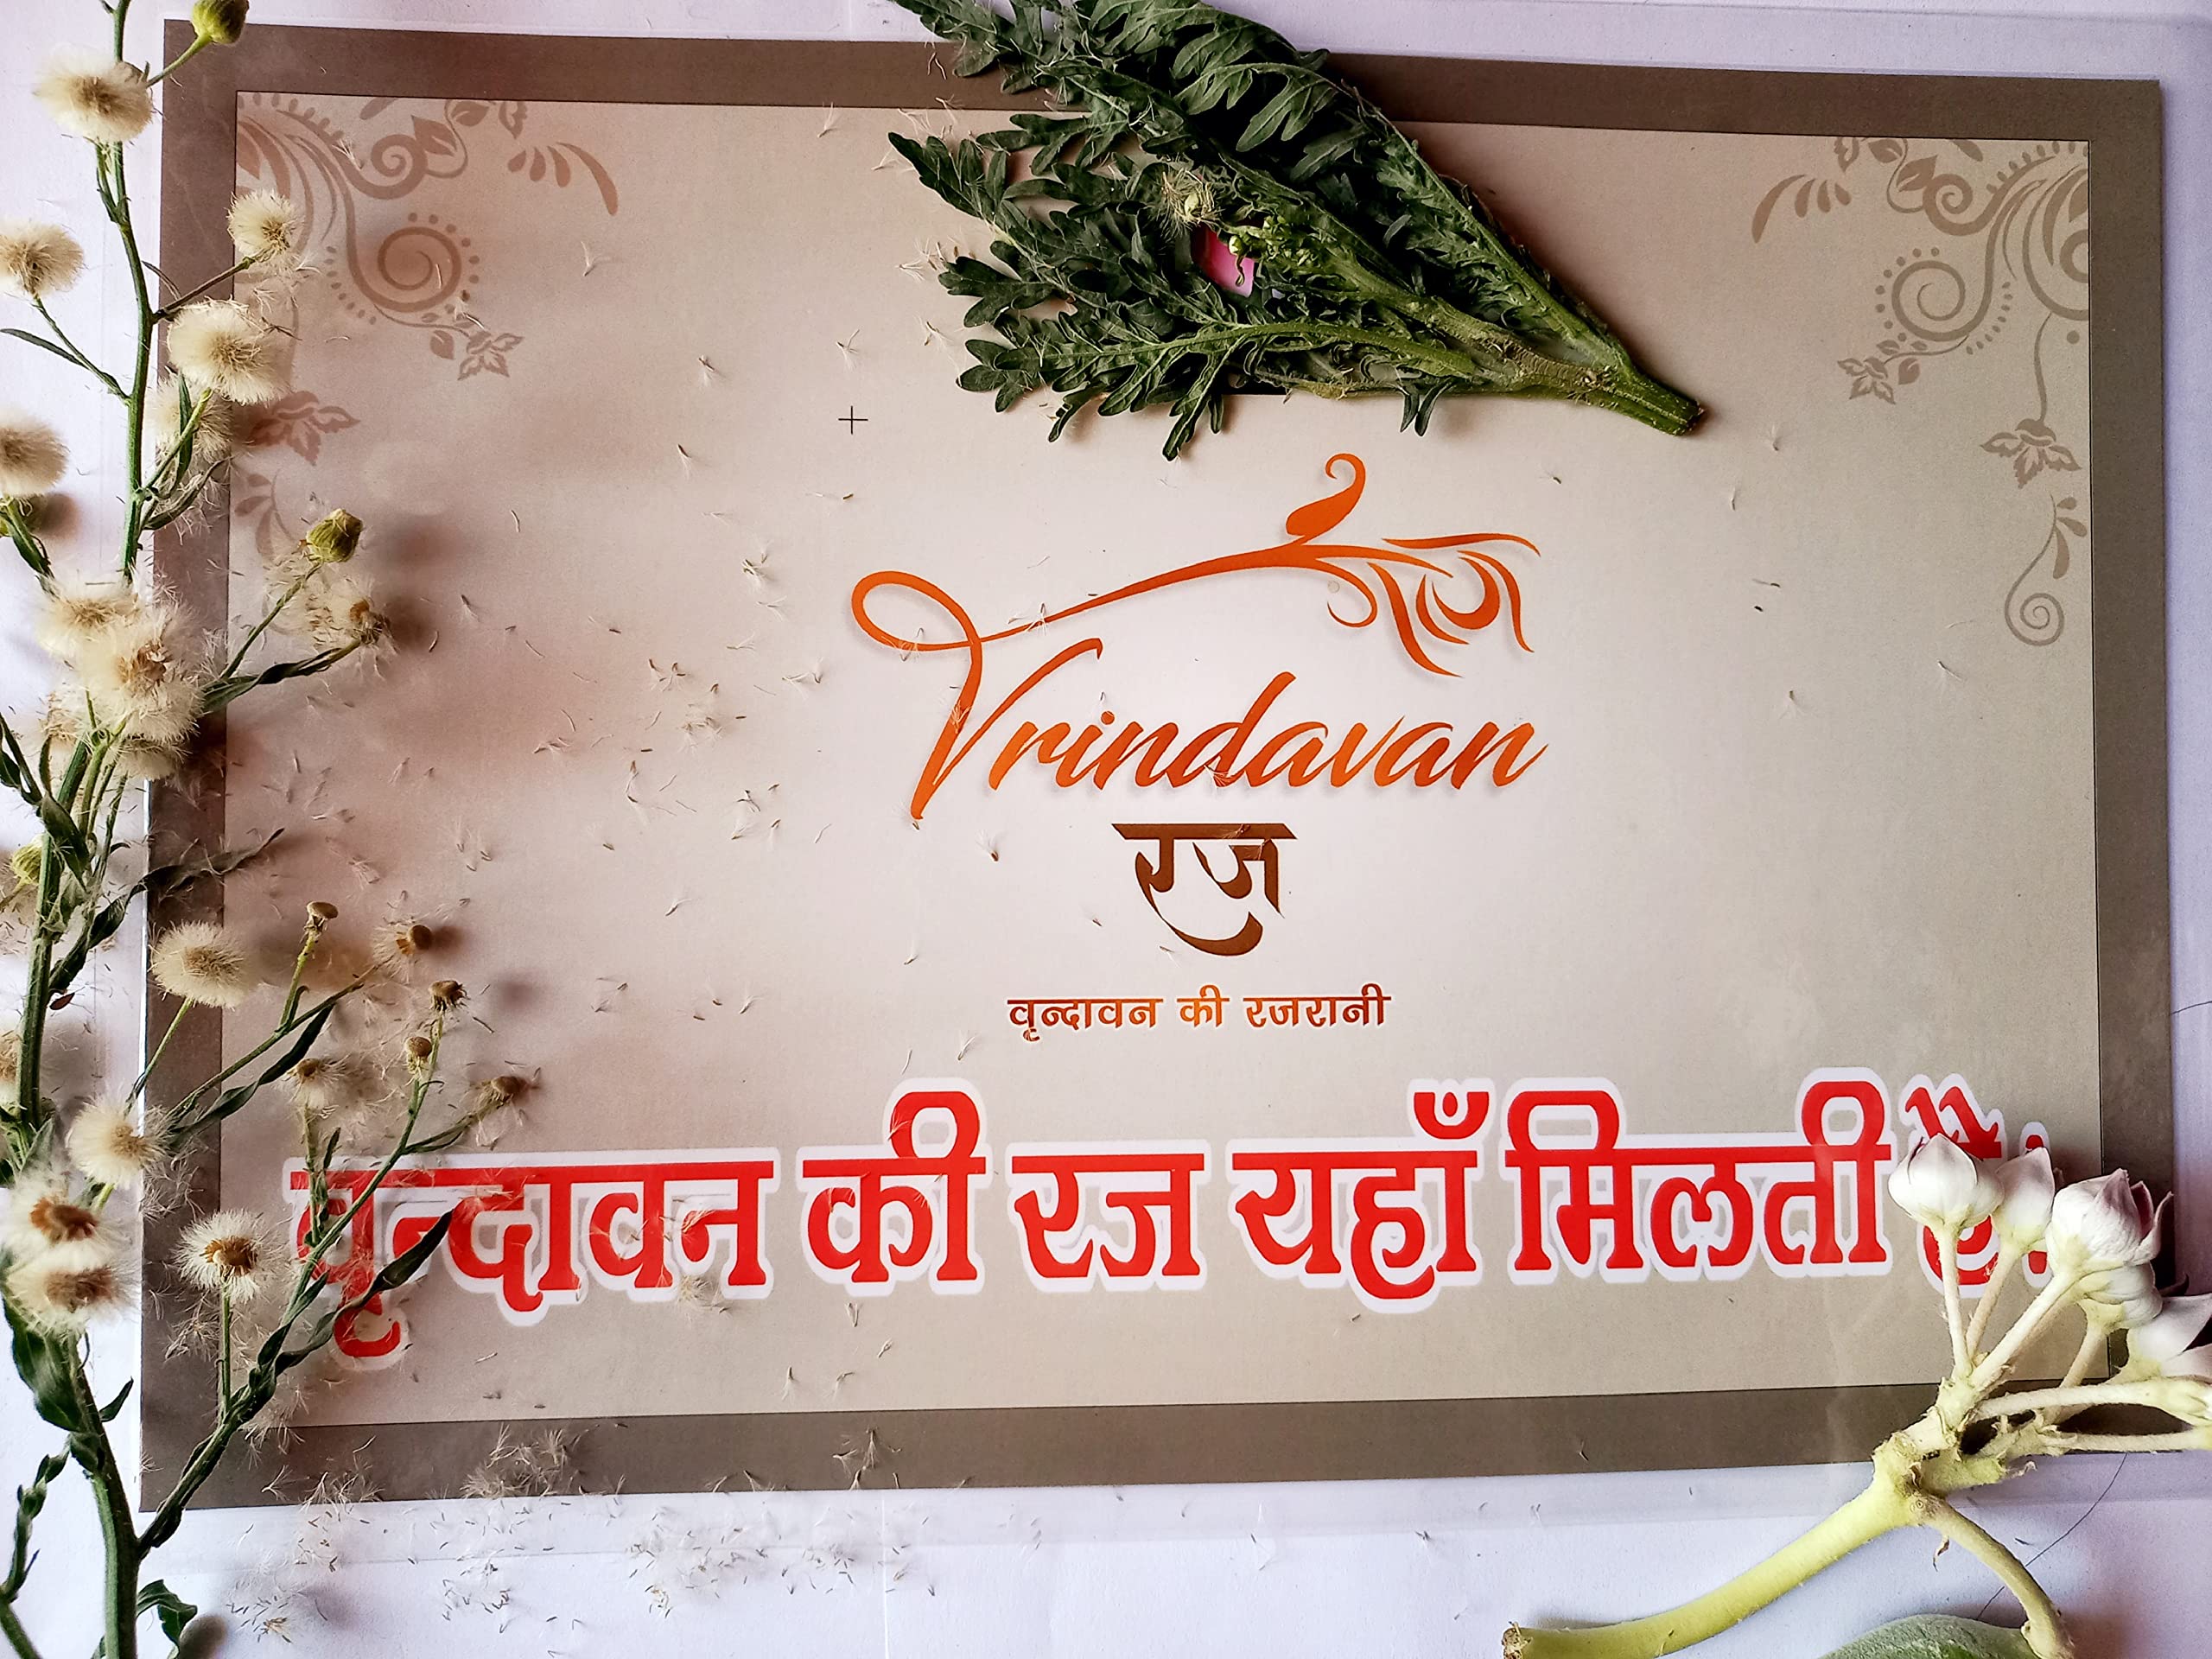 Vrindavan
रज
वृन्दावन की रजरानी
वृन्दावन की रज यहाँ मिलती है।